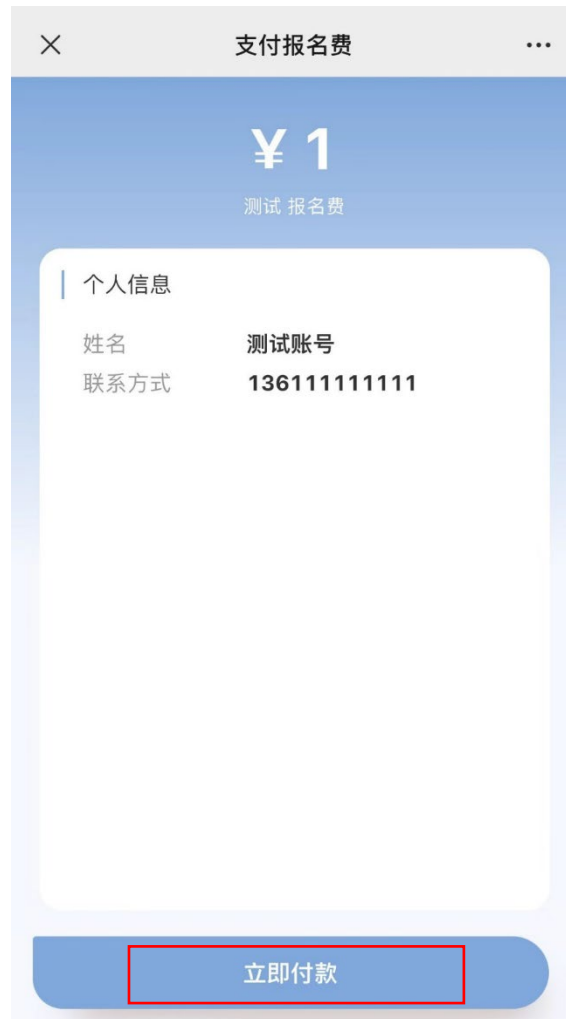 支付报名费
¥ 1
测试 报名费
个人信息
姓名 测试账号
联系方式 136111111111
立即付款